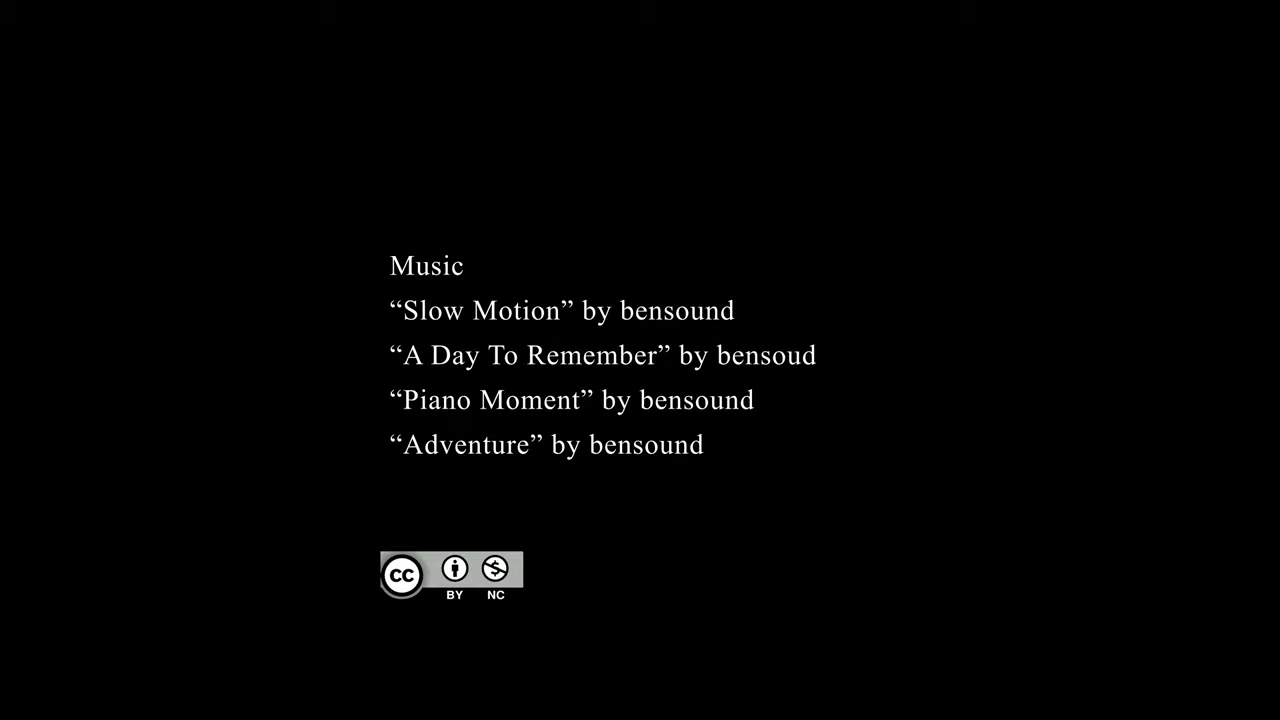 Music
“Slow Motion” by bensound
“A Day To Remember” by bensoud
“Piano Moment” by bensound
“Adventure” by bensound
cc
BY NC